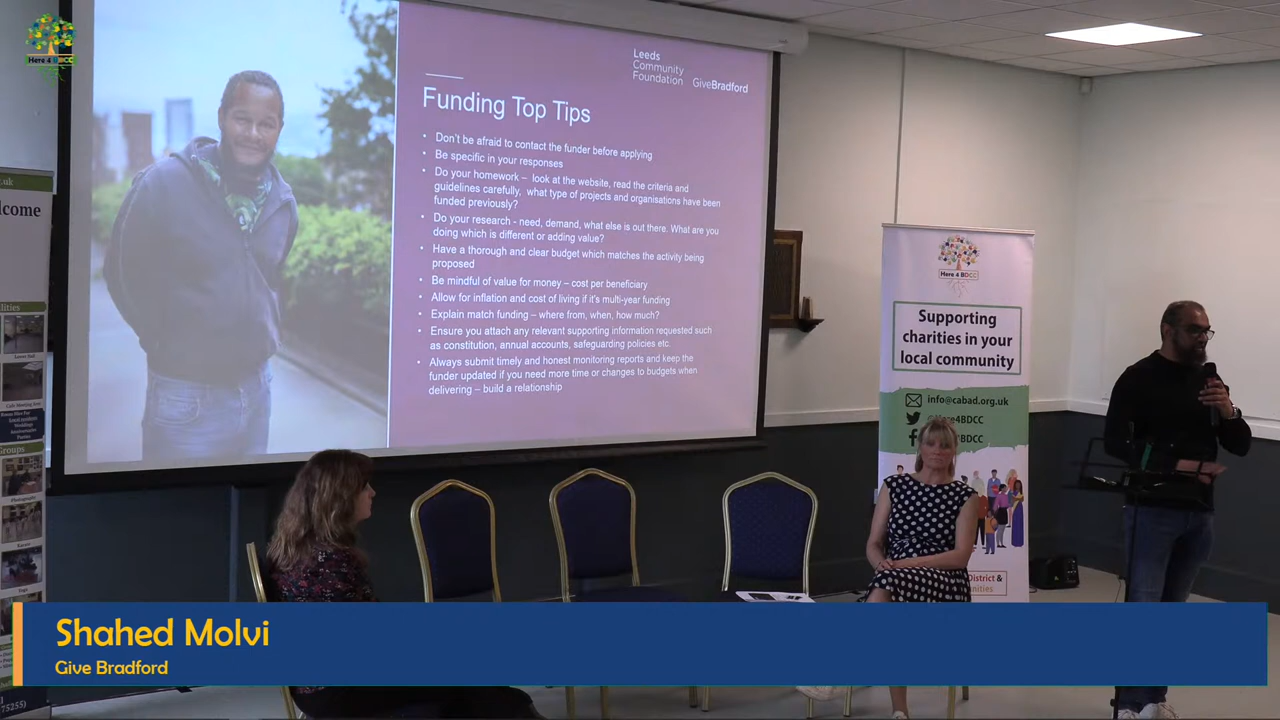 Here 4 BDCC
Leeds
Community
Foundation
GiveBradford
Funding Top Tips
• Don't be afraid to contact the funder before applying
• Be specific in your responses
• Do your homework – look at the website, read the criteria and
guidelines carefully, what type of projects and organisations have been
funded previously?
• Do your research - need, demand, what else is out there. What are you
doing which is different or adding value?
• Have a thorough and clear budget which matches the activity being
proposed
• Be mindful of value for money – cost per beneficiary
• Allow for inflation and cost of living if it's multi-year funding
• Explain match funding – where from, when, how much?
• Ensure you attach any relevant supporting information requested such
as constitution, annual accounts, safeguarding policies etc.
• Always submit timely and honest monitoring reports and keep the
funder updated if you need more time or changes to budgets when
delivering – build a relationship
.uk
lcome
lities
Groups
75255)
Here 4 BDCC
Supporting
charities in your
local community
info@cabad.org.uk
@Here4BDCC
BDCC
District &
nities
Shahed Molvi
Give Bradford